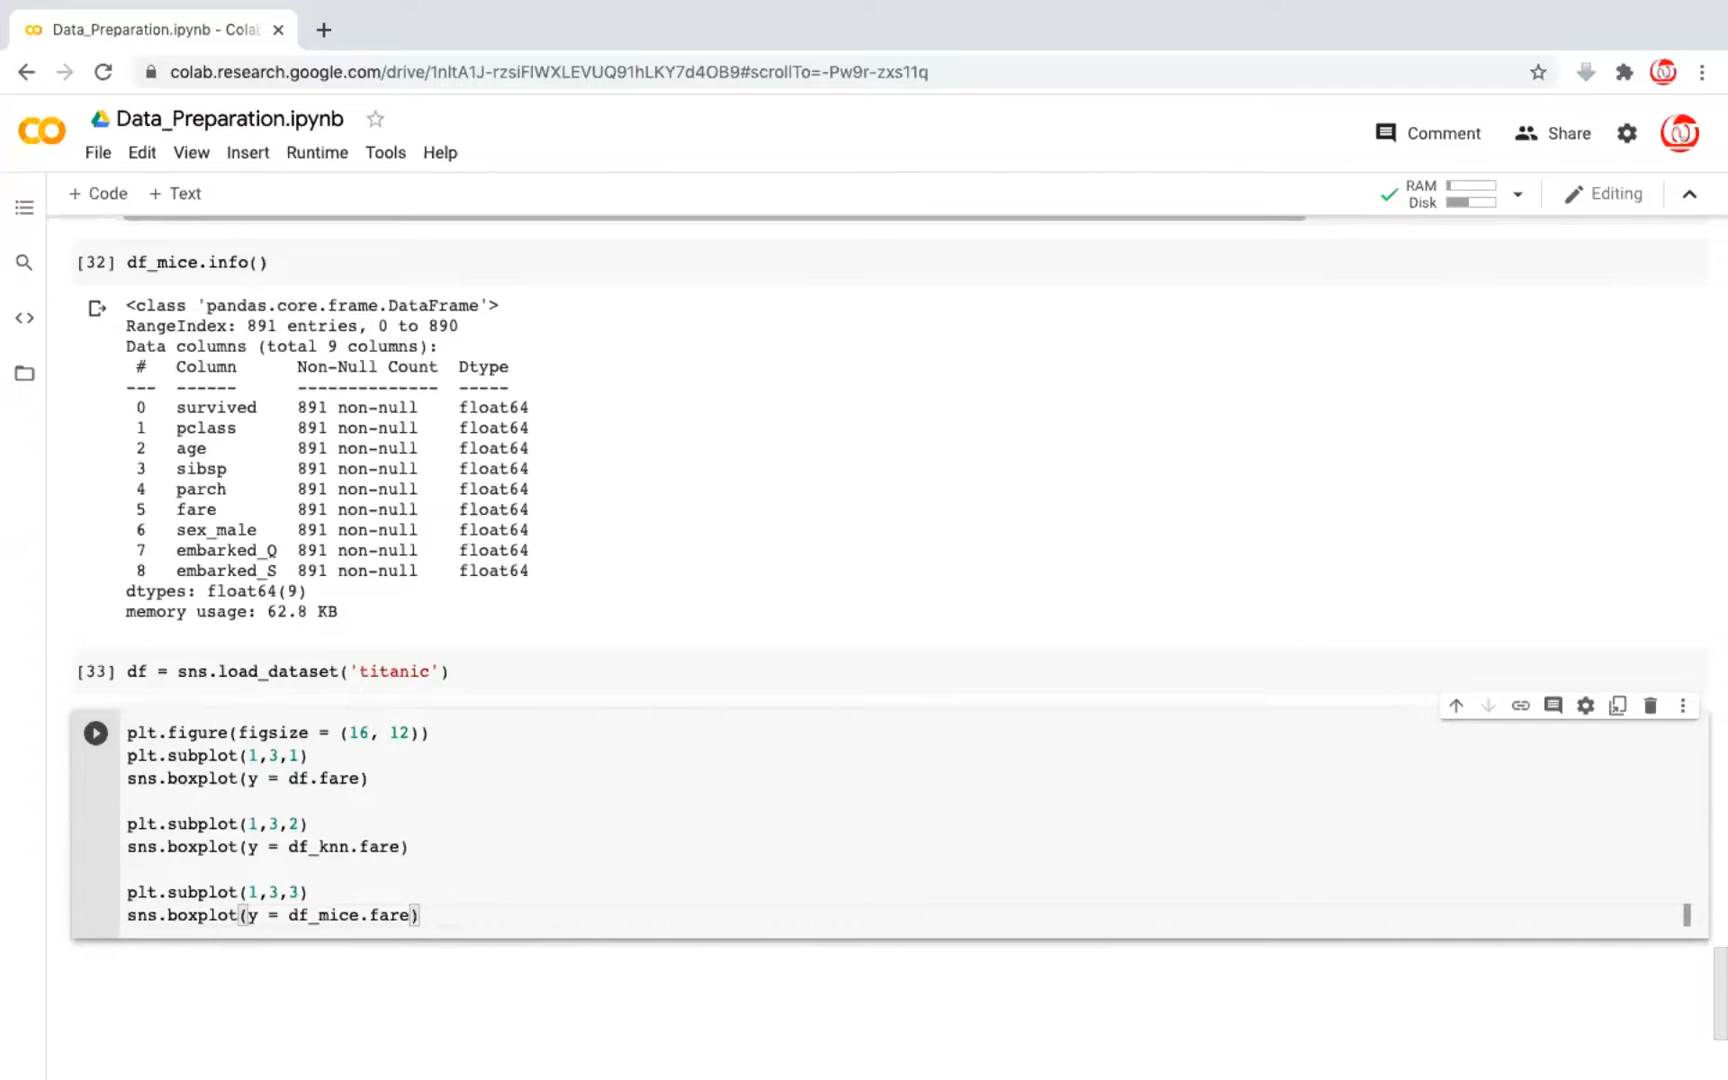 Data_Preparation.ipynb - Cola
colab.research.google.com/drive/1nItA1J-rzsiFlWXLEVUQ91hLKY7d4OB9#scrollTo=-Pw9r-zxs11q
Data_Preparation.ipynb
Comment Share
File Edit View Insert Runtime Tools Help
+ Code + Text
RAM
Disk
Editing
[32] df_mice.info()
<class 'pandas.core.frame.DataFrame'>
RangeIndex: 891 entries, 0 to 890
Data columns (total 9 columns):
# Column Non-Null Count Dtype
--- ------ -------------- -----
0 survived 891 non-null float64
1 pclass 891 non-null float64
2 age 891 non-null float64
3 sibsp 891 non-null float64
4 parch 891 non-null float64
5 fare 891 non-null float64
6 sex_male 891 non-null float64
7 embarked_Q 891 non-null float64
8 embarked_S 891 non-null float64
dtypes: float64(9)
memory usage: 62.8 KB
[33] df = sns.load_dataset('titanic')
plt.figure(figsize = (16, 12))
plt.subplot(1,3,1)
sns.boxplot(y = df.fare)
plt.subplot(1,3,2)
sns.boxplot(y = df_knn.fare)
plt.subplot(1,3,3)
sns.boxplot(y = df_mice.fare)